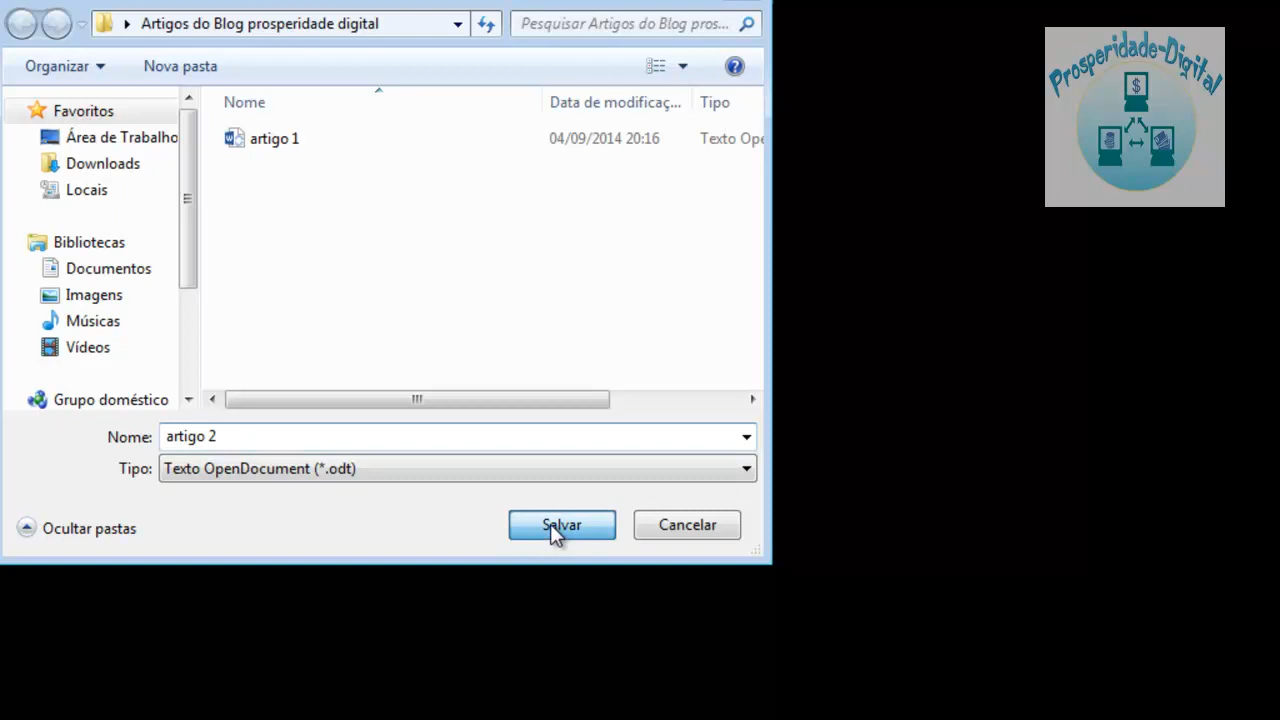 Artigos do Blog prosperidade digital
Pesquisar Artigos do Blog pros...
Prosperidade-Digital
$
Organizar
Nova pasta
?
Favoritos
Nome
Data de modificaç...
Tipo
Área de Trabalho
artigo 1
04/09/2014 20:16
Texto Ope
Downloads
Locais
Bibliotecas
Documentos
Imagens
Músicas
Vídeos
Grupo doméstico
Nome: artigo 2
Tipo: Texto OpenDocument (*.odt)
Ocultar pastas
Salvar
Cancelar